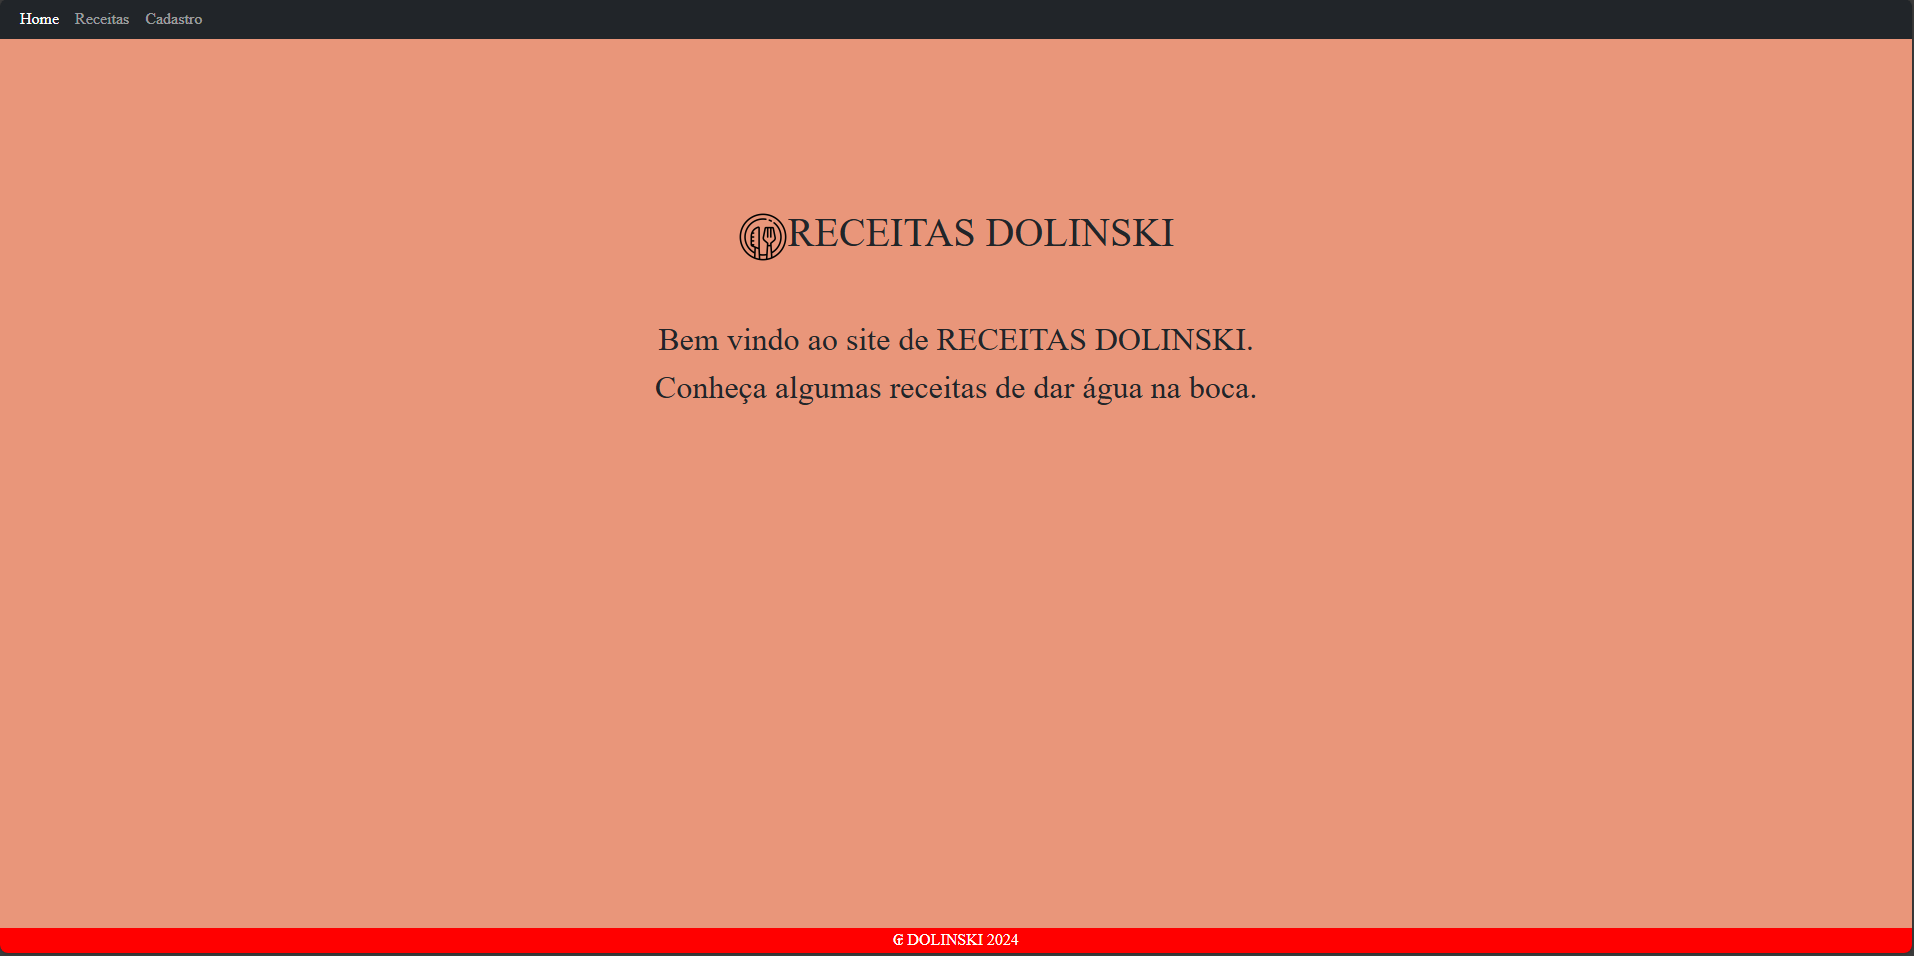 Home Receitas Cadastro
RECEITAS DOLINSKI
Bem vindo ao site de RECEITAS DOLINSKI.
Conheça algumas receitas de dar água na boca.
DOLINSKI 2024